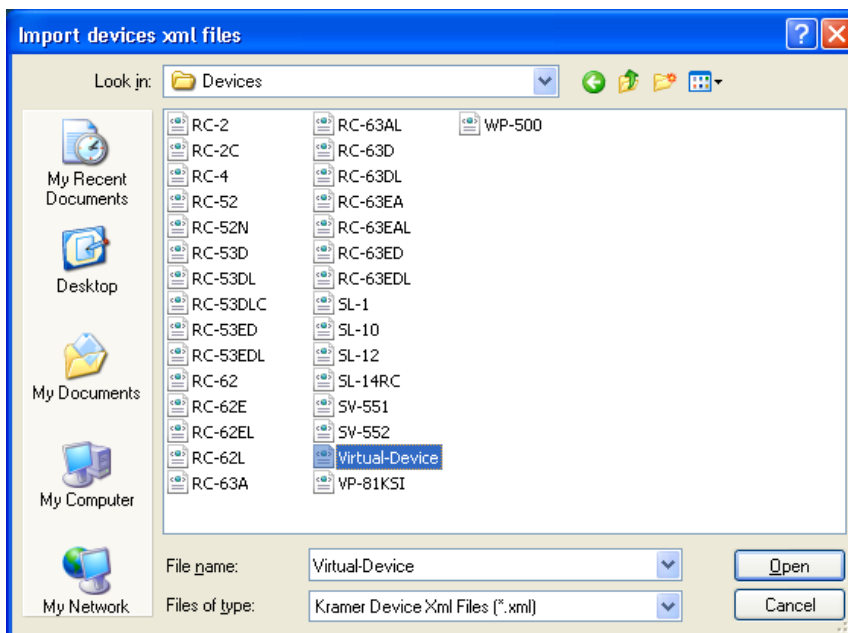 Import devices xml files
Look in: Devices
My Recent
Documents
Desktop
My Documents
My Computer
My Network
RC-2
RC-2C
RC-4
RC-52
RC-52N
RC-53D
RC-53DL
RC-53DLC
RC-53ED
RC-53EDL
RC-62
RC-62E
RC-62EL
RC-62L
RC-63A
RC-63AL
RC-63D
RC-63DL
RC-63EA
RC-63EAL
RC-63ED
RC-63EDL
SL-1
SL-10
SL-12
SL-14RC
SV-551
SV-552
Virtual-Device
VP-81KSI
WP-500
File name: Virtual-Device Open
Files of type: Kramer Device Xml Files (*.xml) Cancel